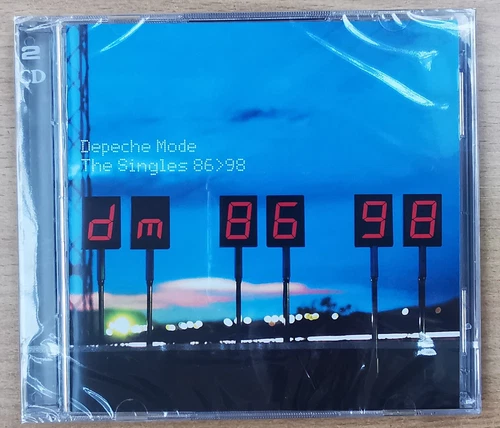 2
CD
Depeche Mode
The Singles 86>98
dm 86 98